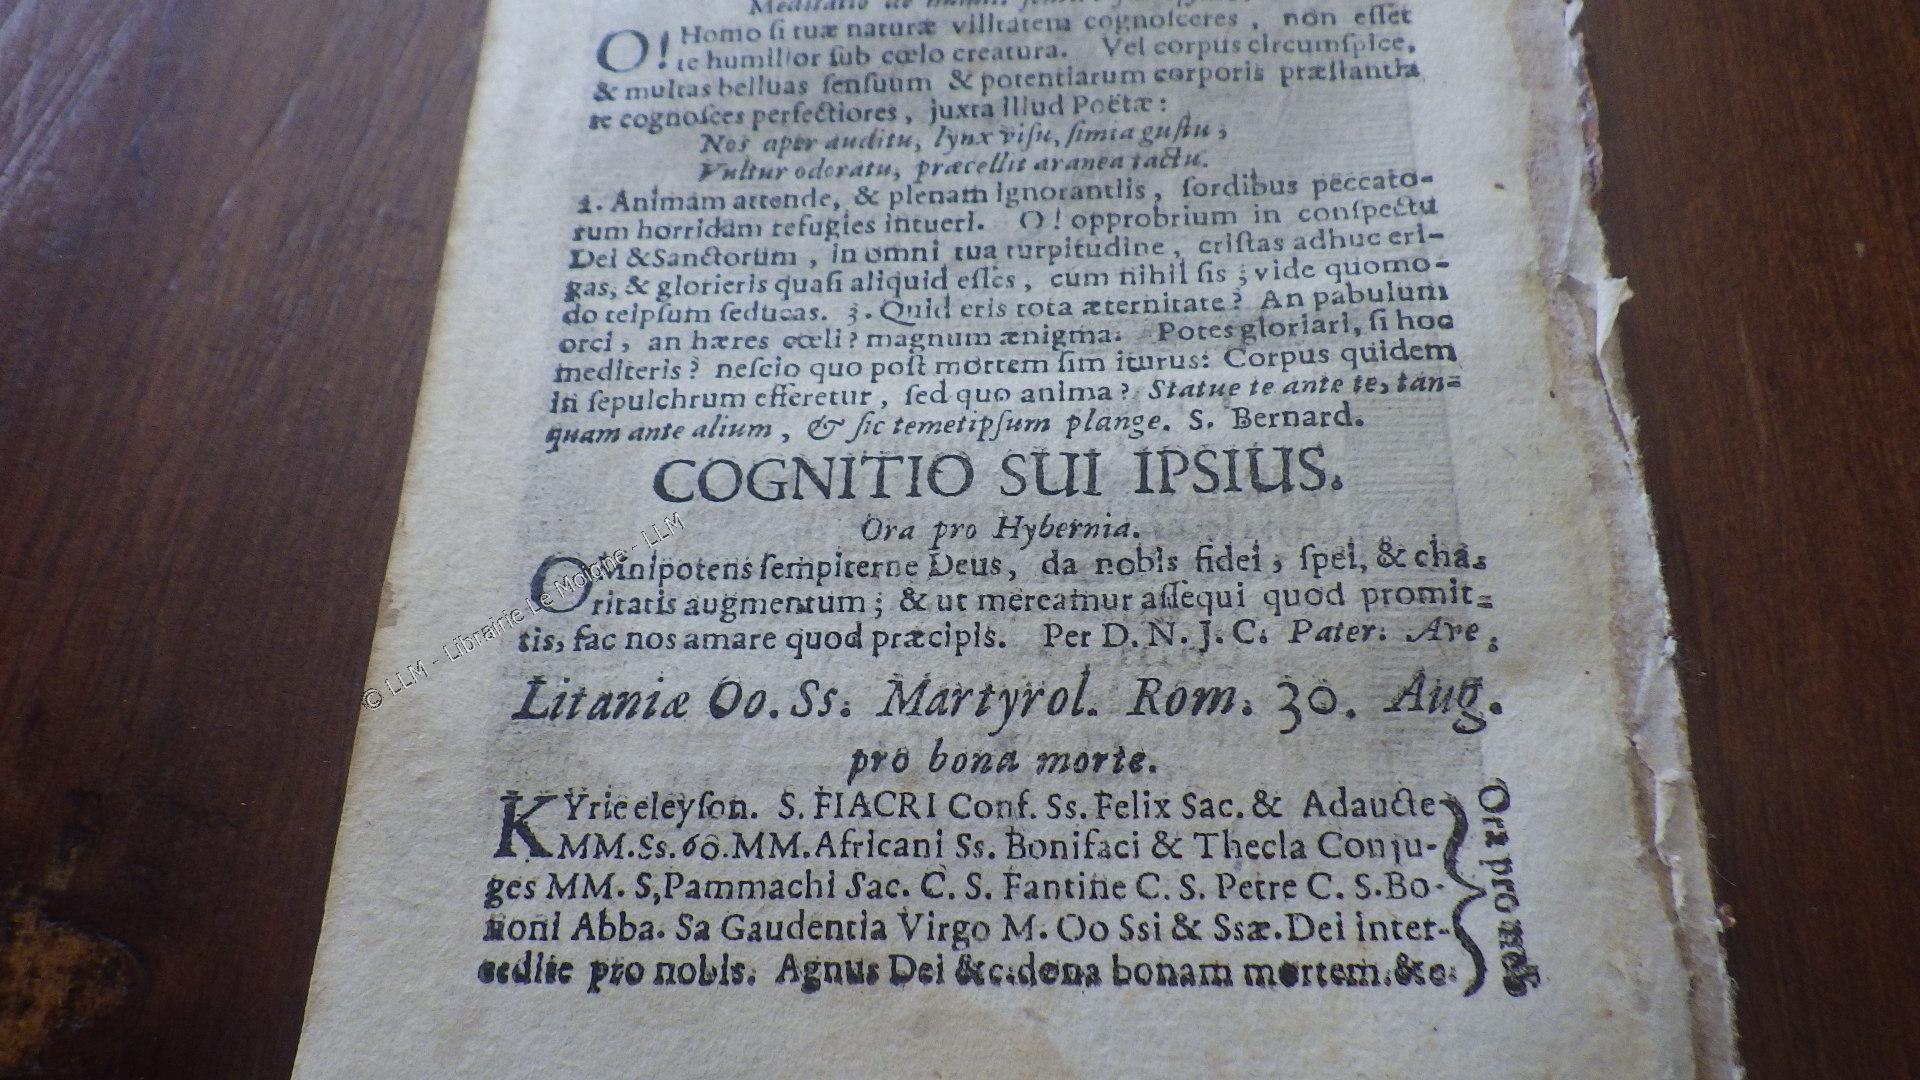 Meditatio de humili
O! Homo ſi tuæ naturæ vilitatem cognoſceres, non eſſet
te humilior ſub cœlo creatura. Vel corpus circumſpice,
& multas belluas ſenſuum & potentiarum corporis præſtantia
te cognoſces perfectiores, juxta illud Poëtæ:
Nos aper auditu, lynx viſu, ſimia guſtu;
Vultur odoratu, præcellit aranea tactu.
2. Animam attende, & plenam ignorantiis, ſordibus peccato-
rum horridam refugies intueri. O! opprobrium in conſpectu
Dei & Sanctorum, in omni tua turpitudine, criſtas adhuc eri-
gas, & glorieris quaſi aliquid eſſes, cum nihil ſis; vide quomo-
do teipſum ſeducas. 3. Quid eris tota æternitate? An pabulum
orci, an hæres cœli? magnum ænigma. Potes gloriari, ſi hoc
mediteris? neſcio quo poſt mortem ſim iturus: Corpus quidem
in ſepulchrum efferetur, ſed quo anima? Statue te ante te, tan-
quam ante alium, & ſic temetipſum plange. S. Bernard.
COGNITIO SUI IPSIUS.
Ora pro Hybernia.
OMnipotens ſempiterne Deus, da nobis fidei, ſpei, & cha-
ritatis augmentum; & ut mereamur aſſequi quod promit-
tis, fac nos amare quod præcipis. Per D. N. J. C. Pater. Ave.
Litaniæ Oo. Ss. Martyrol. Rom. 30. Aug.
pro bona morte.
KYrie eleyſon. S. FIACRI Conf. Ss. Felix Sac. & Adaucte
MM. Ss. 60. MM. Africani Ss. Bonifaci & Thecla Conju-
ges MM. S, Pammachi Sac. C. S. Fantine C. S. Petre C. S. Bo-
noni Abba. Sa Gaudentia Virgo M. Oo Ssi & Ssæ. Dei inter-
cedite pro nobis. Agnus Dei &c. dona bonam mortem. &c.
Ora pro nobis
© LLM - Librairie Le Moigne - LLM